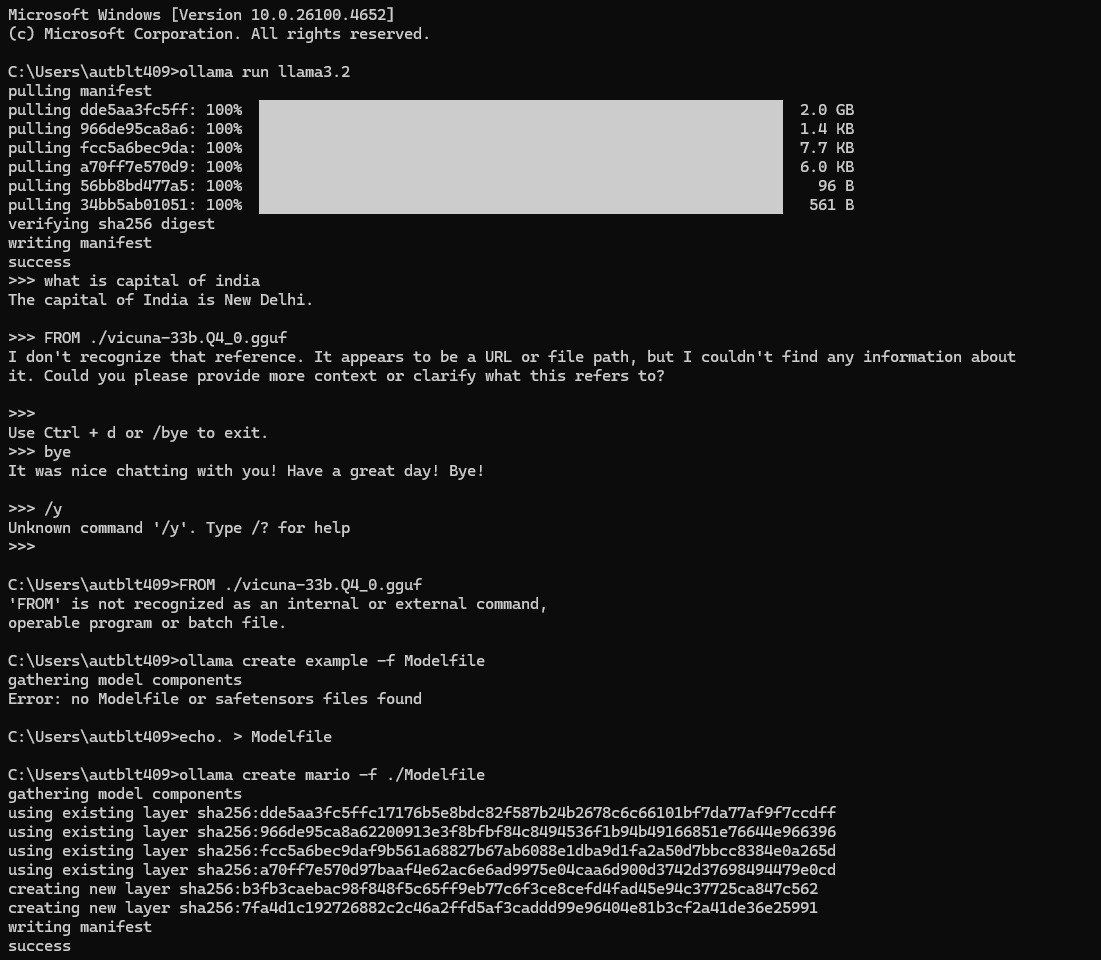 Microsoft Windows [Version 10.0.26100.4652]
(c) Microsoft Corporation. All rights reserved.
C:\Users\autblt409>ollama run llama3.2
pulling manifest
pulling dde5aa3fc5ff: 100% 2.0 GB
pulling 966de95ca8a6: 100% 1.4 KB
pulling fcc5a6bec9da: 100% 7.7 KB
pulling a70ff7e570d9: 100% 6.0 KB
pulling 56bb8bd477a5: 100% 96 B
pulling 34bb5ab01051: 100% 561 B
verifying sha256 digest
writing manifest
success
>>> what is capital of india
The capital of India is New Delhi.
>>> FROM ./vicuna-33b.Q4_0.gguf
I don't recognize that reference. It appears to be a URL or file path, but I couldn't find any information about
it. Could you please provide more context or clarify what this refers to?
>>>
Use Ctrl + d or /bye to exit.
>>> bye
It was nice chatting with you! Have a great day! Bye!
>>> /y
Unknown command '/y'. Type /? for help
>>>
C:\Users\autblt409>FROM ./vicuna-33b.Q4_0.gguf
'FROM' is not recognized as an internal or external command,
operable program or batch file.
C:\Users\autblt409>ollama create example -f Modelfile
gathering model components
Error: no Modelfile or safetensors files found
C:\Users\autblt409>echo. > Modelfile
C:\Users\autblt409>ollama create mario -f ./Modelfile
gathering model components
using existing layer sha256:dde5aa3fc5ffc17176b5e8bdc82f587b24b2678c6c66101bf7da77af9f7ccdff
using existing layer sha256:966de95ca8a62200913e3f8bfbf84c8494536f1b94b49166851e76644e966396
using existing layer sha256:fcc5a6bec9daf9b561a68827b67ab6088e1dba9d1fa2a50d7bbcc8384e0a265d
using existing layer sha256:a70ff7e570d97baaf4e62ac6e6ad9975e04caa6d900d3742d37698494479e0cd
creating new layer sha256:b3fb3caebac98f848f5c65ff9eb77c6f3ce8cefd4fad45e94c37725ca847c562
creating new layer sha256:7fa4d1c192726882c2c46a2ffd5af3caddd99e96404e81b3cf2a41de36e25991
writing manifest
success